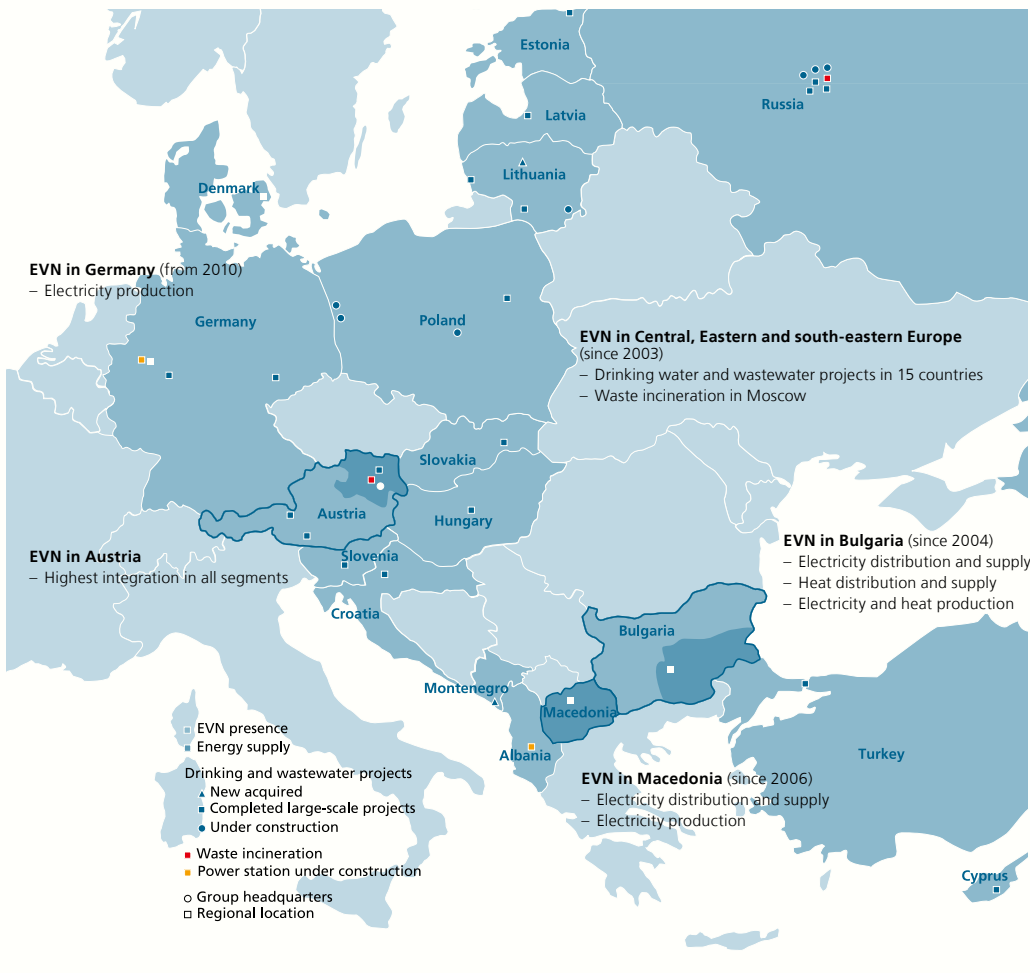 Estonia
Russia
Latvia
Lithuania
Denmark
EVN in Germany (from 2010)
– Electricity production
Germany
Poland
EVN in Central, Eastern and south-eastern Europe
(since 2003)
– Drinking water and wastewater projects in 15 countries
– Waste incineration in Moscow
Slovakia
Austria
Hungary
EVN in Austria
– Highest integration in all segments
Slovenia
Croatia
EVN in Bulgaria (since 2004)
– Electricity distribution and supply
– Heat distribution and supply
– Electricity and heat production
Bulgaria
Montenegro
Macedonia
Albania
Turkey
EVN presence
Energy supply
Drinking and wastewater projects
New acquired
Completed large-scale projects
Under construction
Waste incineration
Power station under construction
Group headquarters
Regional location
EVN in Macedonia (since 2006)
– Electricity distribution and supply
– Electricity production
Cyprus